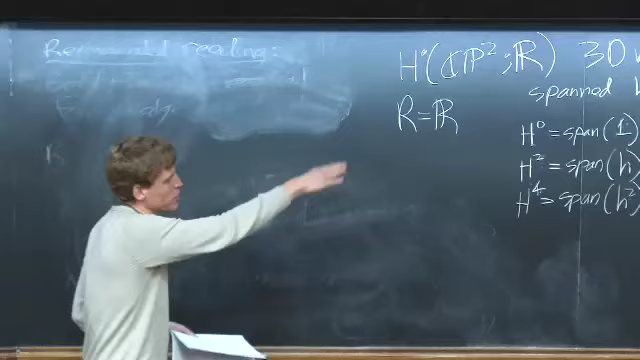 Recommended reading:
H*(ℂP²; ℝ) 3D
spanned
R=ℝ
H⁰=span(1)
H²=span(h
H⁴=span(h²